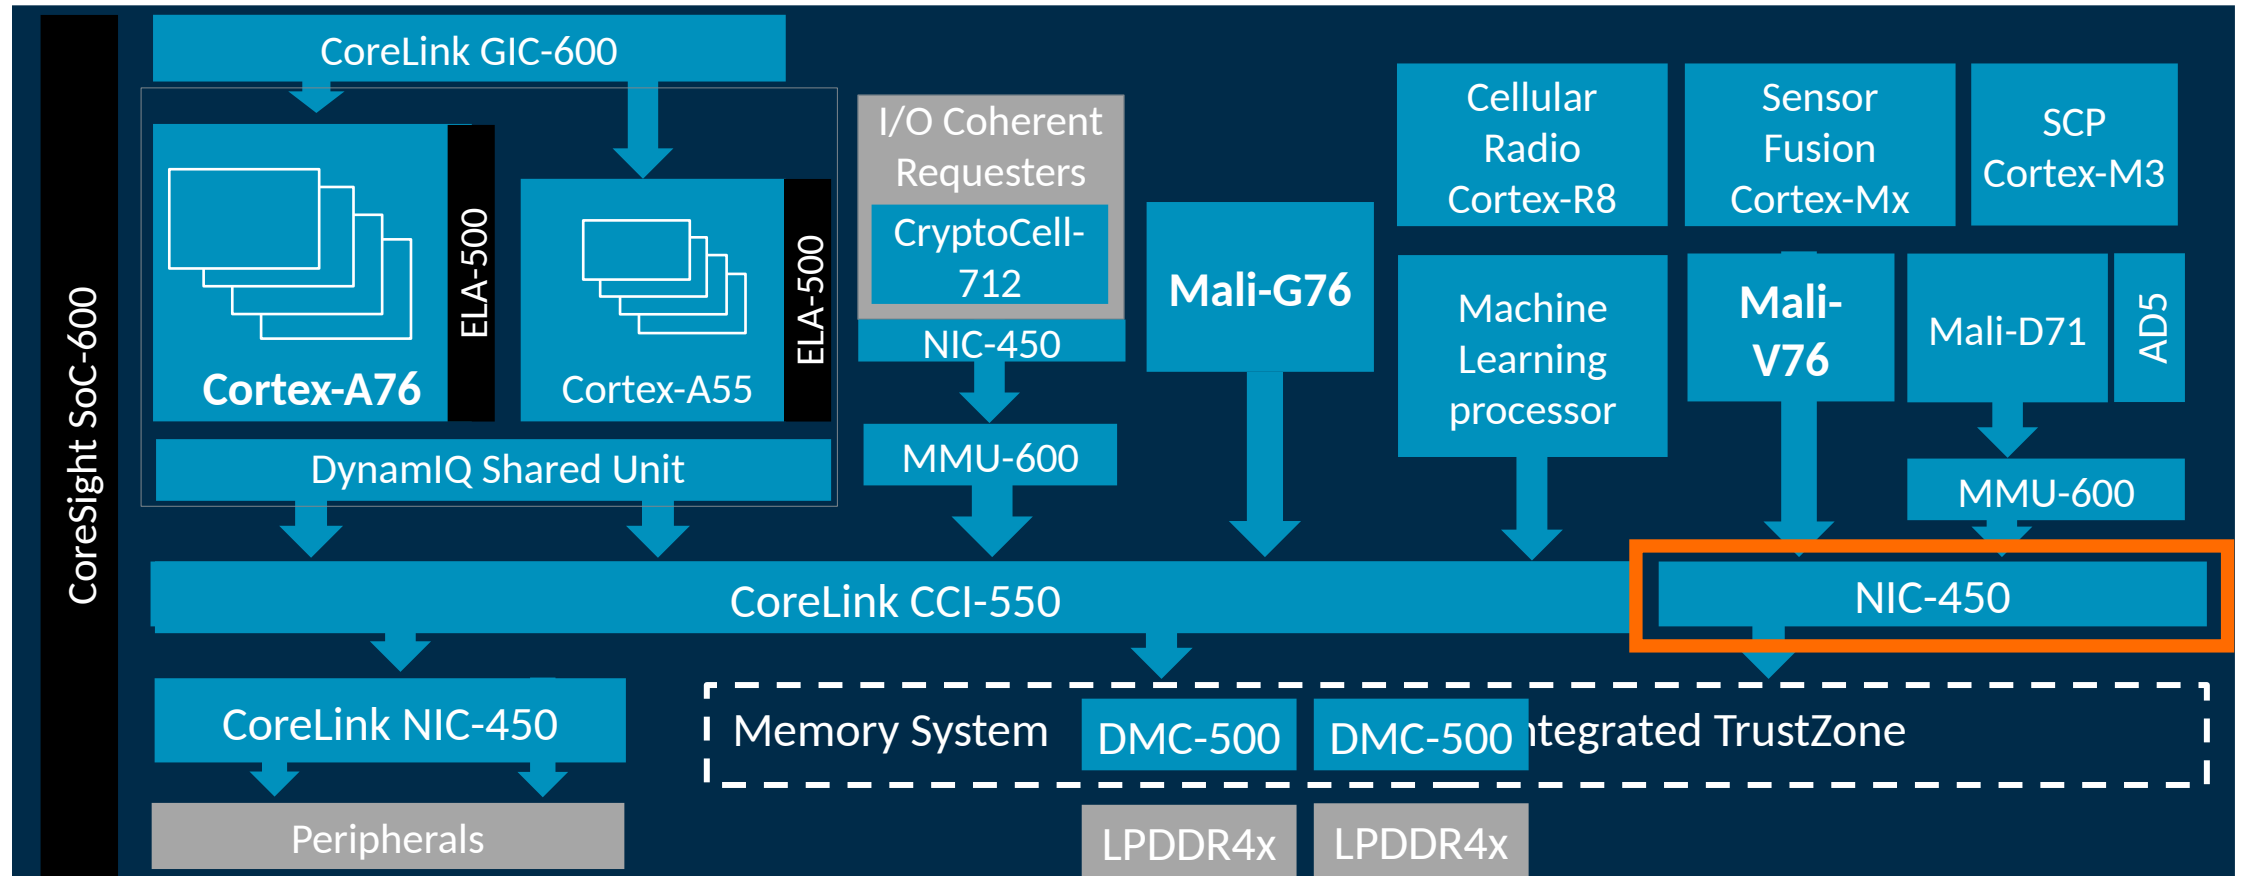 CoreSight SoC-600
CoreLink GIC-600
Cortex-A76
ELA-500
Cortex-A55
ELA-500
DynamIQ Shared Unit
I/O Coherent
Requesters
CryptoCell-
712
NIC-450
MMU-600
Mali-G76
Cellular
Radio
Cortex-R8
Sensor
Fusion
Cortex-Mx
SCP
Cortex-M3
Machine
Learning
processor
Mali-
V76
Mali-D71
AD5
MMU-600
CoreLink CCI-550
NIC-450
CoreLink NIC-450
Peripherals
Memory System
DMC-500
DMC-500
ntegrated TrustZone
LPDDR4x
LPDDR4x